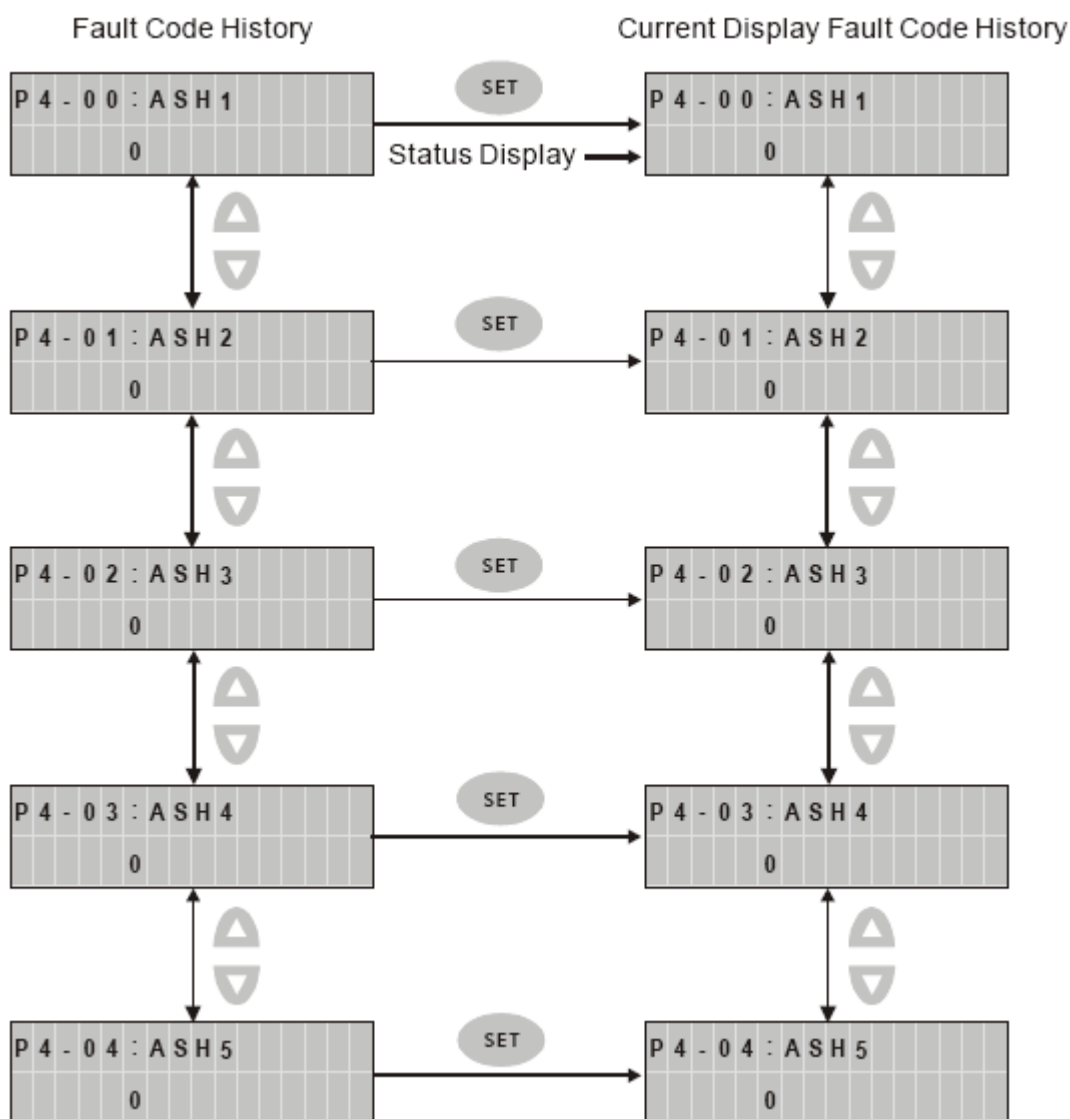 Fault Code History
Current Display Fault Code History
P4-00:ASH1
0
SET
Status Display
P4-00:ASH1
0
P4-01:ASH2
0
SET
P4-01:ASH2
0
P4-02:ASH3
0
SET
P4-02:ASH3
0
P4-03:ASH4
0
SET
P4-03:ASH4
0
P4-04:ASH5
0
SET
P4-04:ASH5
0